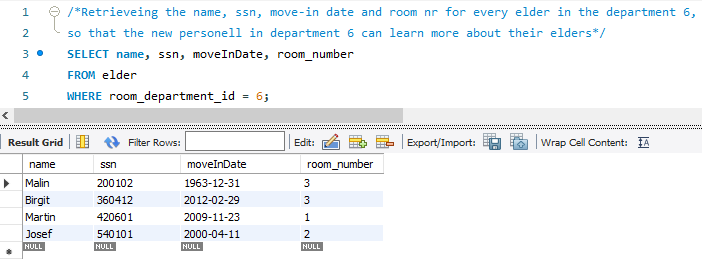 1 /*Retrieveing the name, ssn, move-in date and room nr for every elder in the department 6,
2 so that the new personell in department 6 can learn more about their elders*/
3 SELECT name, ssn, moveInDate, room_number
4 FROM elder
5 WHERE room_department_id = 6;
Result Grid Filter Rows: Edit: Export/Import: Wrap Cell Content: IA
name ssn moveInDate room_number
Malin 200102 1963-12-31 3
Birgit 360412 2012-02-29 3
Martin 420601 2009-11-23 1
Josef 540101 2000-04-11 2
NULL NULL NULL NULL